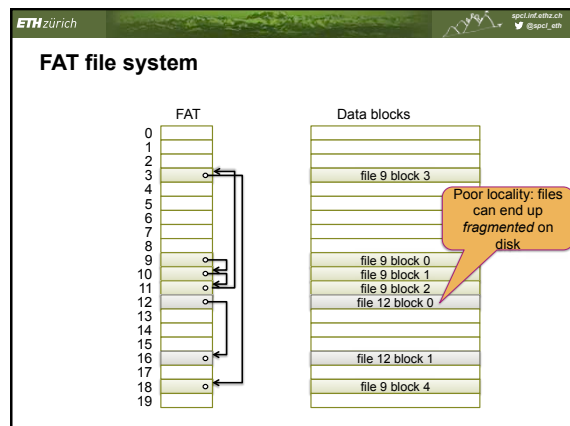 ETH zürich
spcl.inf.ethz.ch
@spcl_eth
FAT file system
FAT
Data blocks
0
1
2
3
file 9 block 3
4
5
6
7
8
Poor locality: files
can end up
fragmented on
disk
9
file 9 block 0
10
file 9 block 1
11
file 9 block 2
12
file 12 block 0
13
14
15
16
file 12 block 1
17
18
file 9 block 4
19